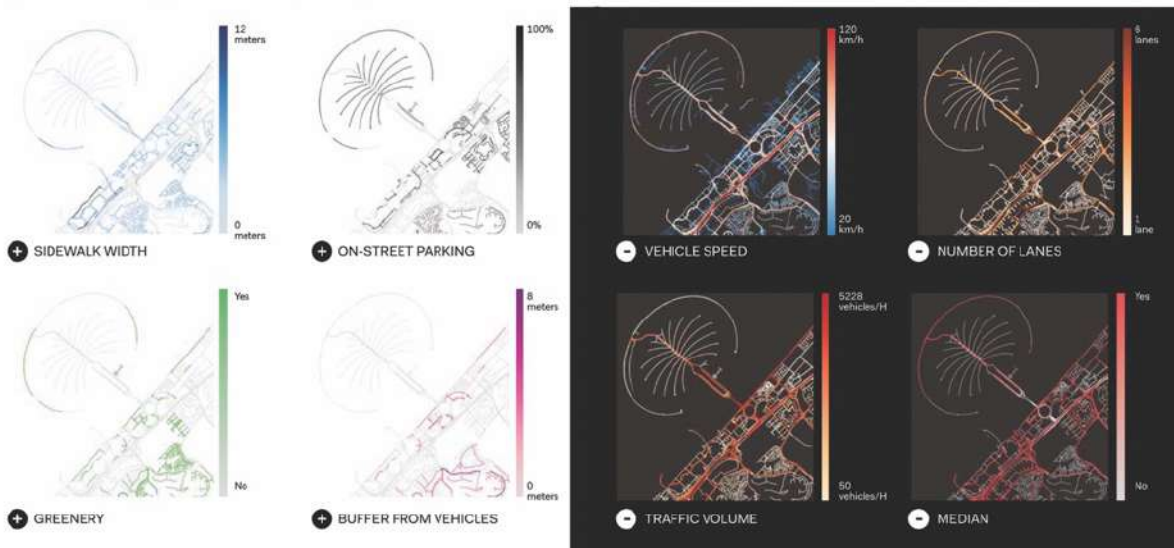 12
meters
0
meters
+ SIDEWALK WIDTH
100%
0%
+ ON-STREET PARKING
120
km/h
20
km/h
- VEHICLE SPEED
6
lanes
1
lane
- NUMBER OF LANES
Yes
No
+ GREENERY
8
meters
0
meters
+ BUFFER FROM VEHICLES
5228
vehicles/H
50
vehicles/H
- TRAFFIC VOLUME
Yes
No
- MEDIAN